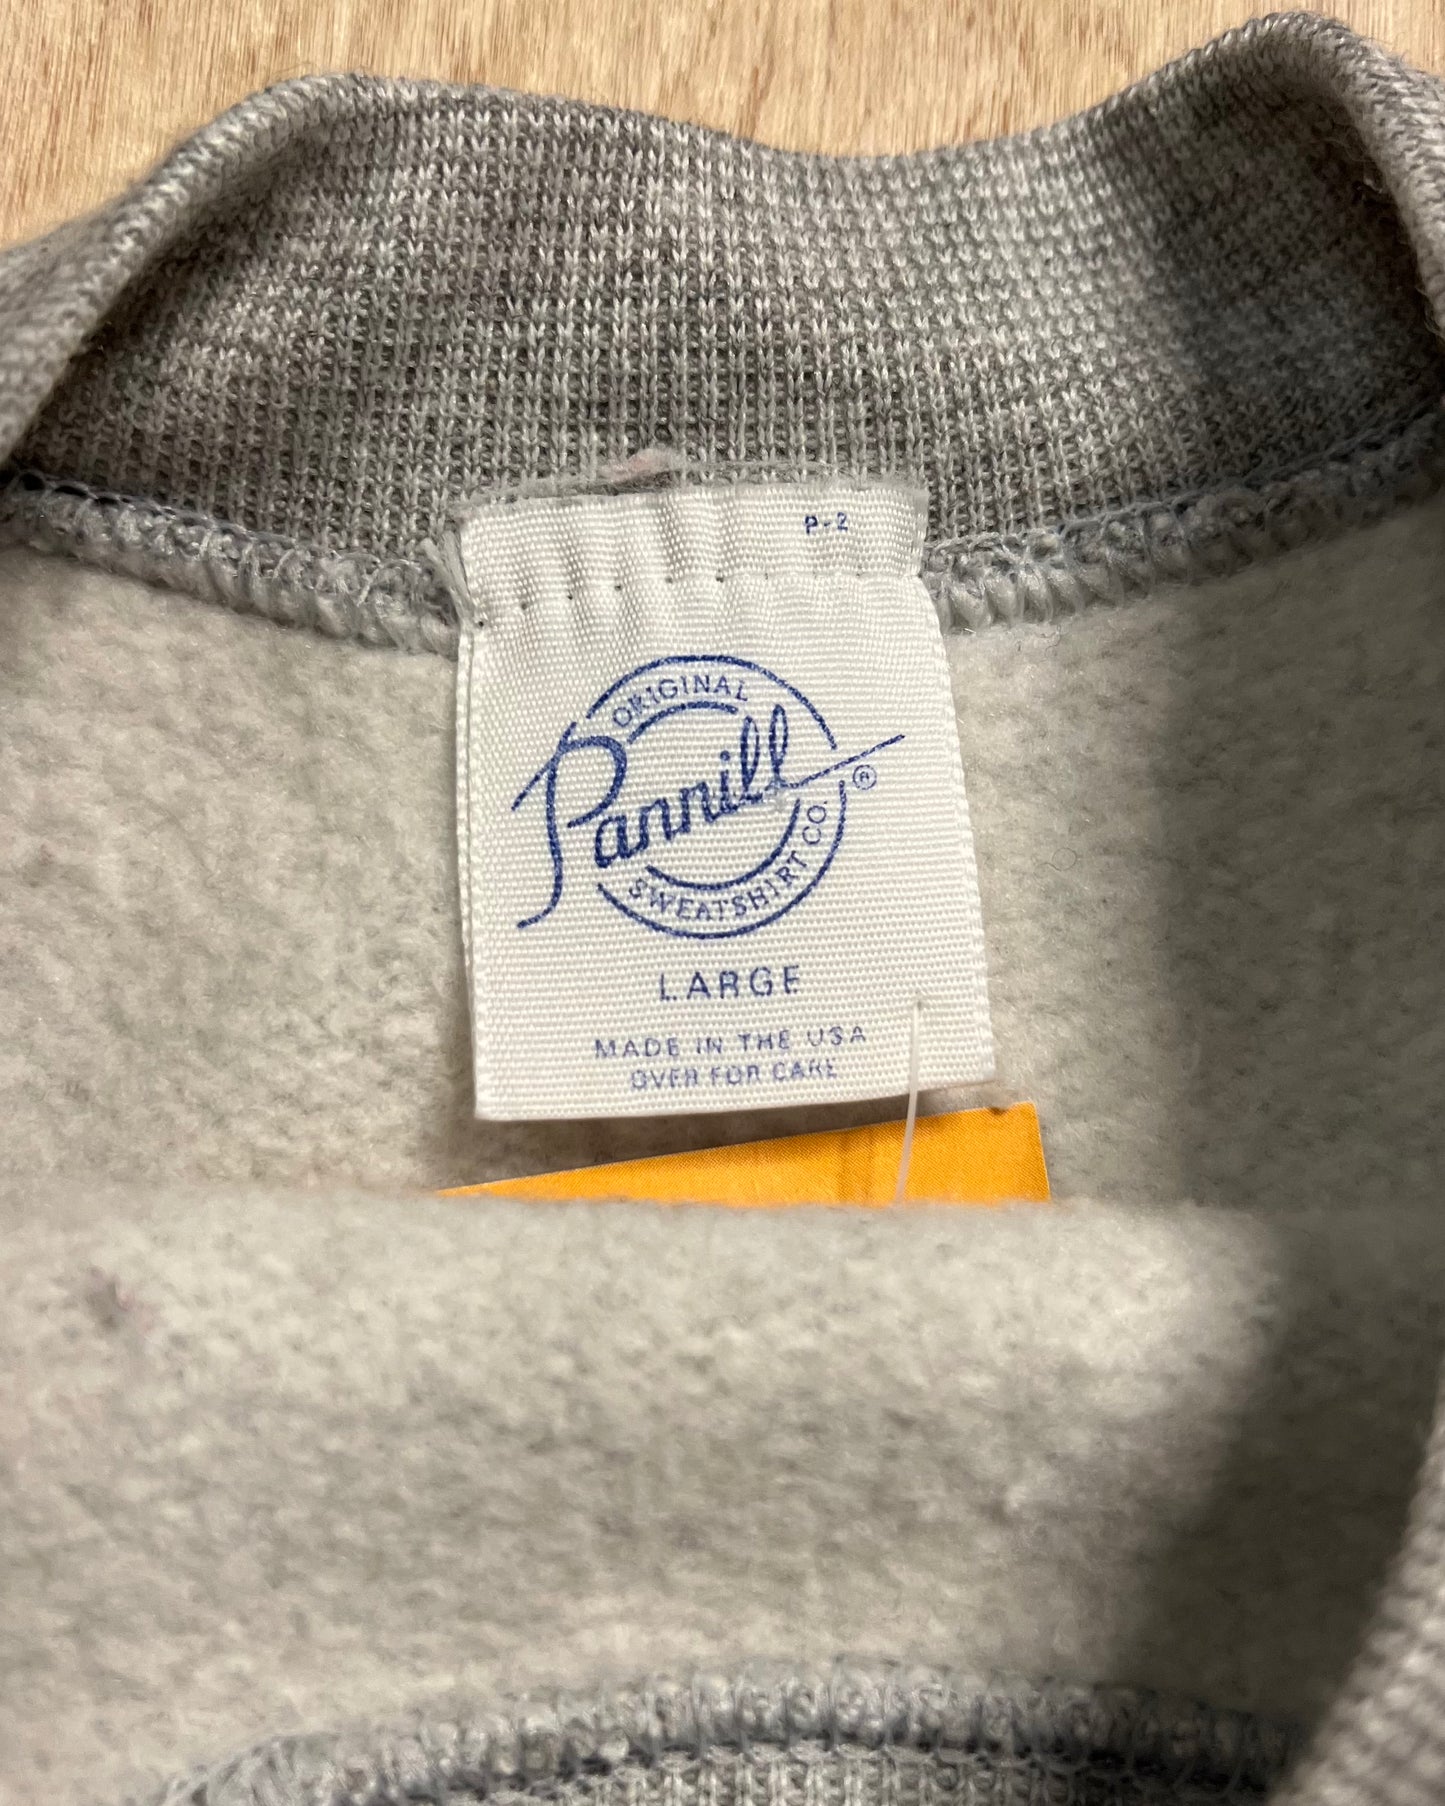 P-2
ORIGINAL
Pannill
®
SWEATSHIRT CO.
LARGE
MADE IN THE USA
OVER FOR CARE